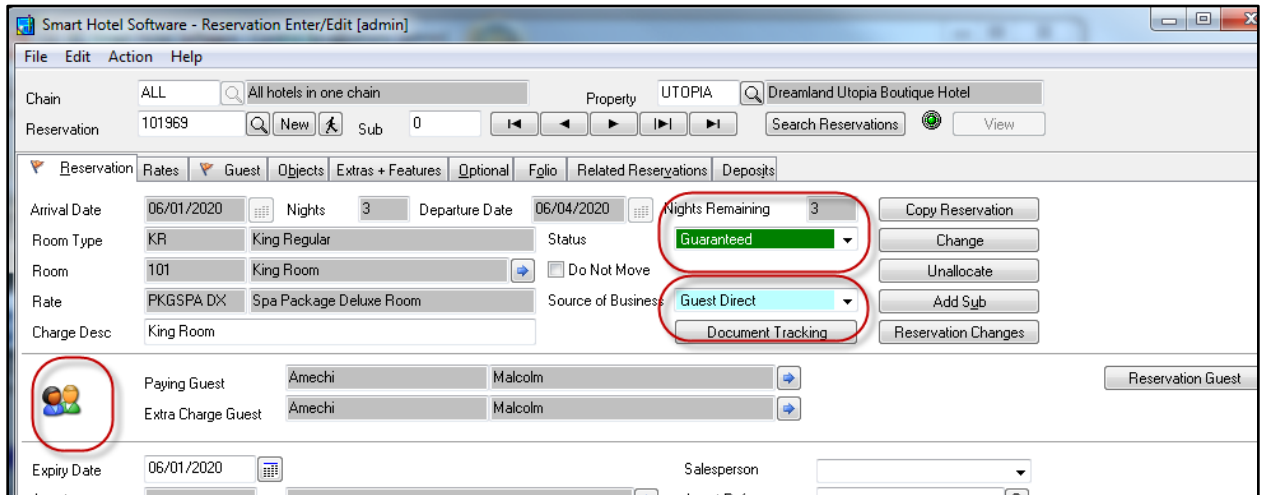 Smart Hotel Software - Reservation Enter/Edit [admin]
File Edit Action Help
Chain ALL All hotels in one chain Property UTOPIA Dreamland Utopia Boutique Hotel
Reservation 101969 New Sub 0 Search Reservations View
Reservation Rates Guest Objects Extras + Features Optional Folio Related Reservations Deposits
Arrival Date 06/01/2020 Nights 3 Departure Date 06/04/2020 Nights Remaining 3 Copy Reservation
Room Type KR King Regular Status Guaranteed Change
Room 101 King Room Do Not Move Unallocate
Rate PKGSPA DX Spa Package Deluxe Room Source of Business Guest Direct Add Sub
Charge Desc King Room Document Tracking Reservation Changes
Paying Guest Amechi Malcolm Reservation Guest
Extra Charge Guest Amechi Malcolm
Expiry Date 06/01/2020 Salesperson